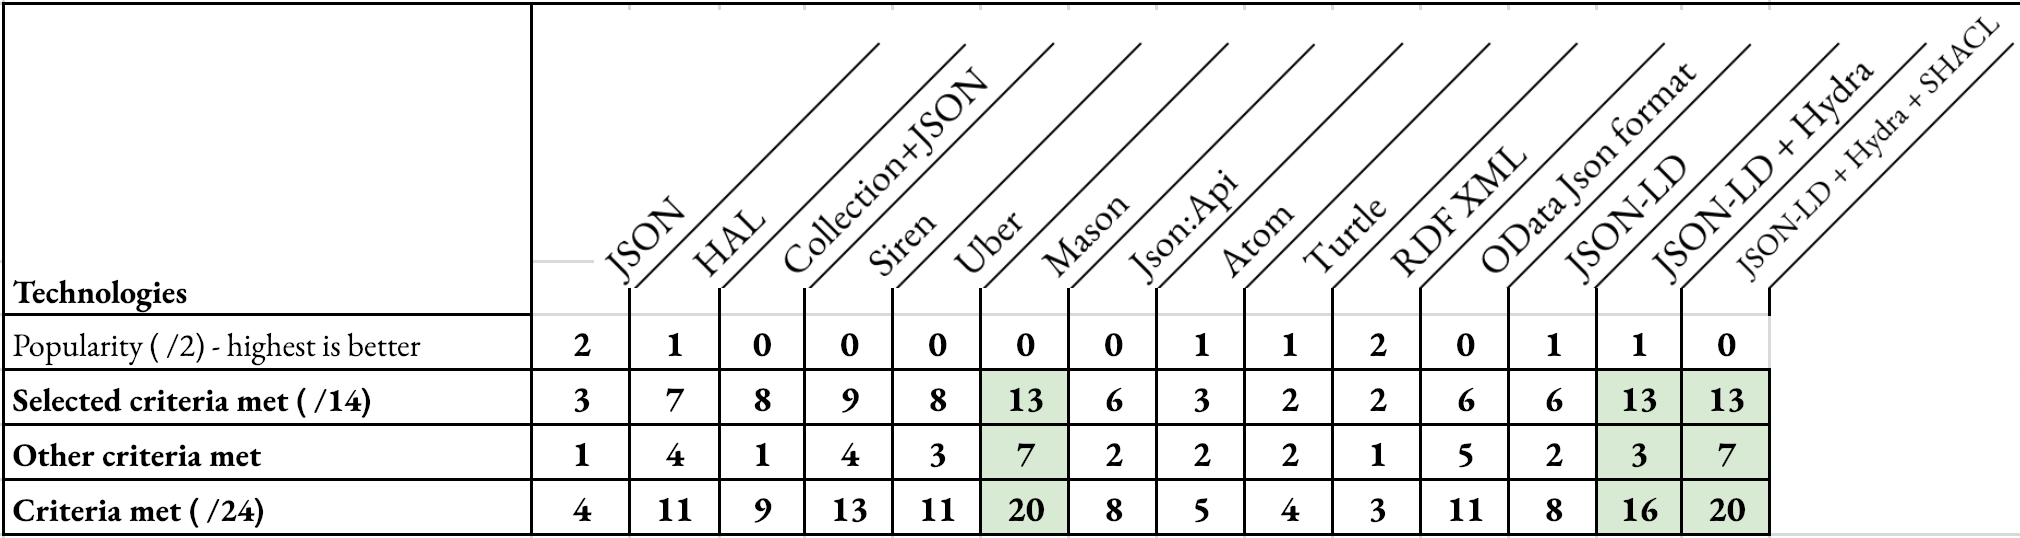 JSON
HAL
Collection+JSON
Siren
Uber
Mason
Json:Api
Atom
Turtle
RDF XML
OData Json format
JSON-LD
JSON-LD + Hydra
JSON-LD + Hydra + SHACL
Technologies
Popularity ( /2) - highest is better 2 1 0 0 0 0 0 1 1 2 0 1 1 0
Selected criteria met ( /14) 3 7 8 9 8 13 6 3 2 2 6 6 13 13
Other criteria met 1 4 1 4 3 7 2 2 2 1 5 2 3 7
Criteria met ( /24) 4 11 9 13 11 20 8 5 4 3 11 8 16 20